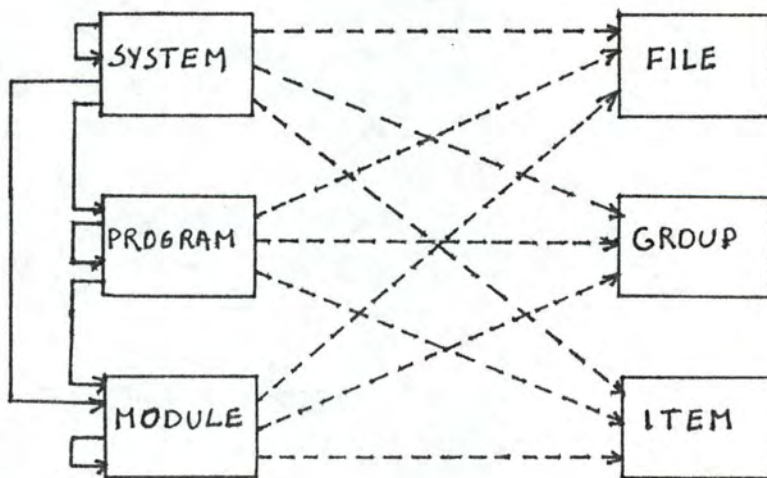 SYSTEM
FILE
PROGRAM
GROUP
MODULE
ITEM